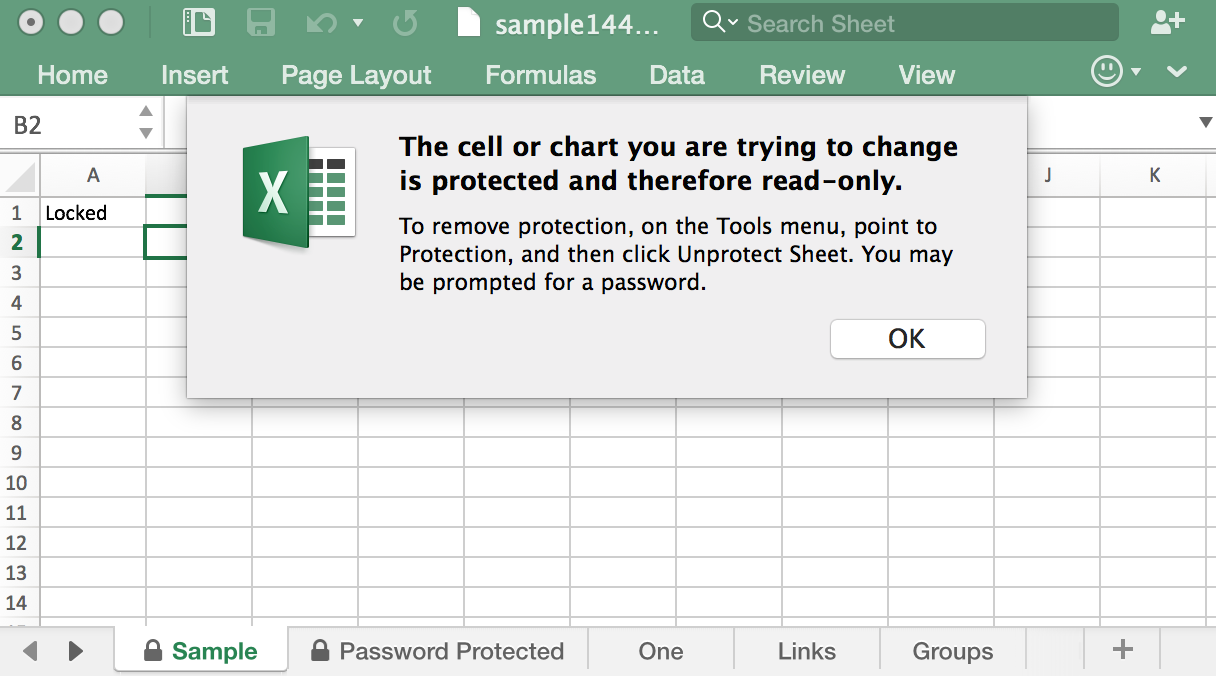 sample144...
Search Sheet
Home Insert Page Layout Formulas Data Review View
B2
The cell or chart you are trying to change
is protected and therefore read-only.
To remove protection, on the Tools menu, point to
Protection, and then click Unprotect Sheet. You may
be prompted for a password.
OK
X
A J K
1 Locked
2
3
4
5
6
7
8
9
10
11
12
13
14
Sample Password Protected One Links Groups +